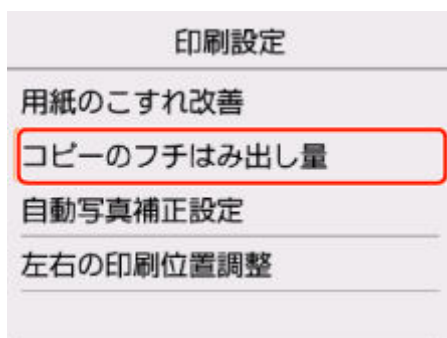 印刷設定
用紙のこすれ改善
コピーのフチはみ出し量
自動写真補正設定
左右の印刷位置調整